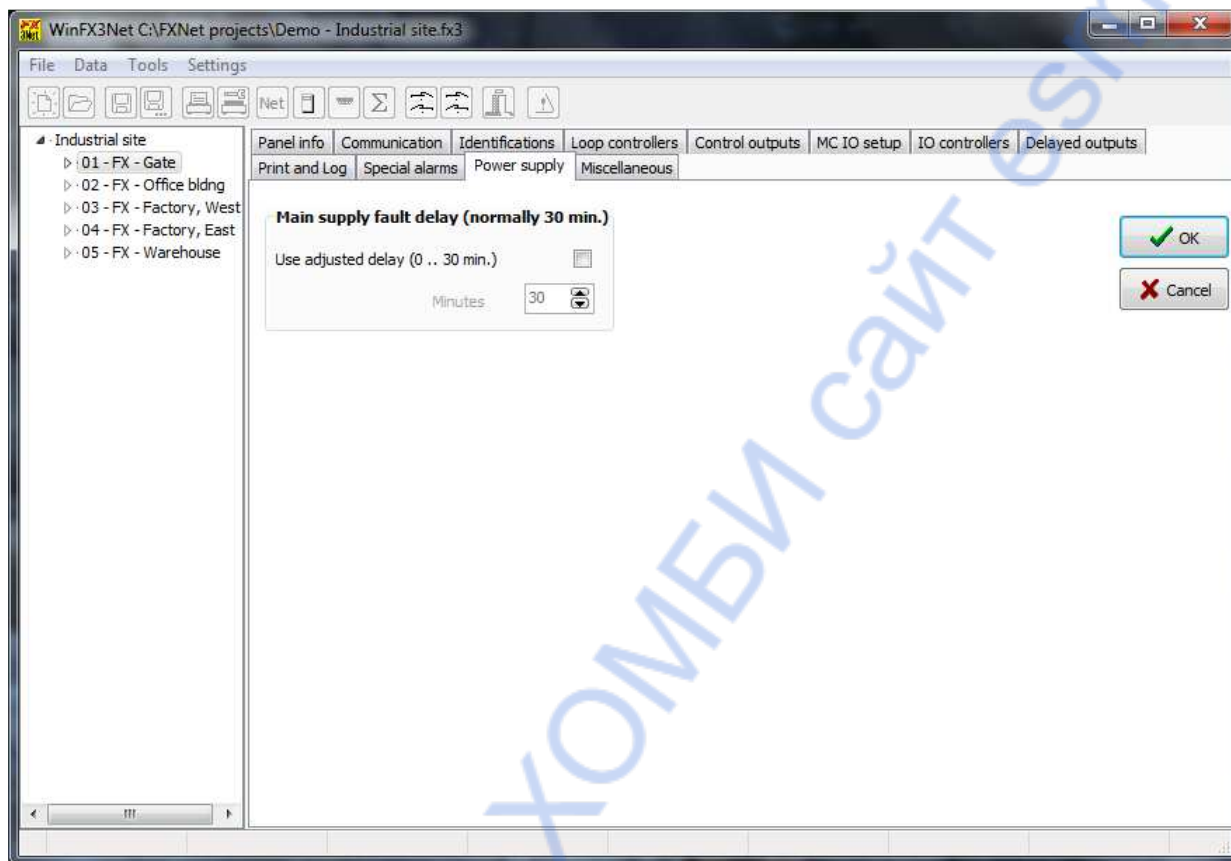 WinFX3Net C:\FXNet projects\Demo - Industrial site.fx3
File Data Tools Settings
Net Σ
Industrial site
01 - FX - Gate
02 - FX - Office bldng
03 - FX - Factory, West
04 - FX - Factory, East
05 - FX - Warehouse
Panel info Communication Identifications Loop controllers Control outputs MC IO setup IO controllers Delayed outputs
Print and Log Special alarms Power supply Miscellaneous
Main supply fault delay (normally 30 min.)
Use adjusted delay (0 .. 30 min.)
Minutes 30
OK
Cancel
ХОМБИ сайт esm